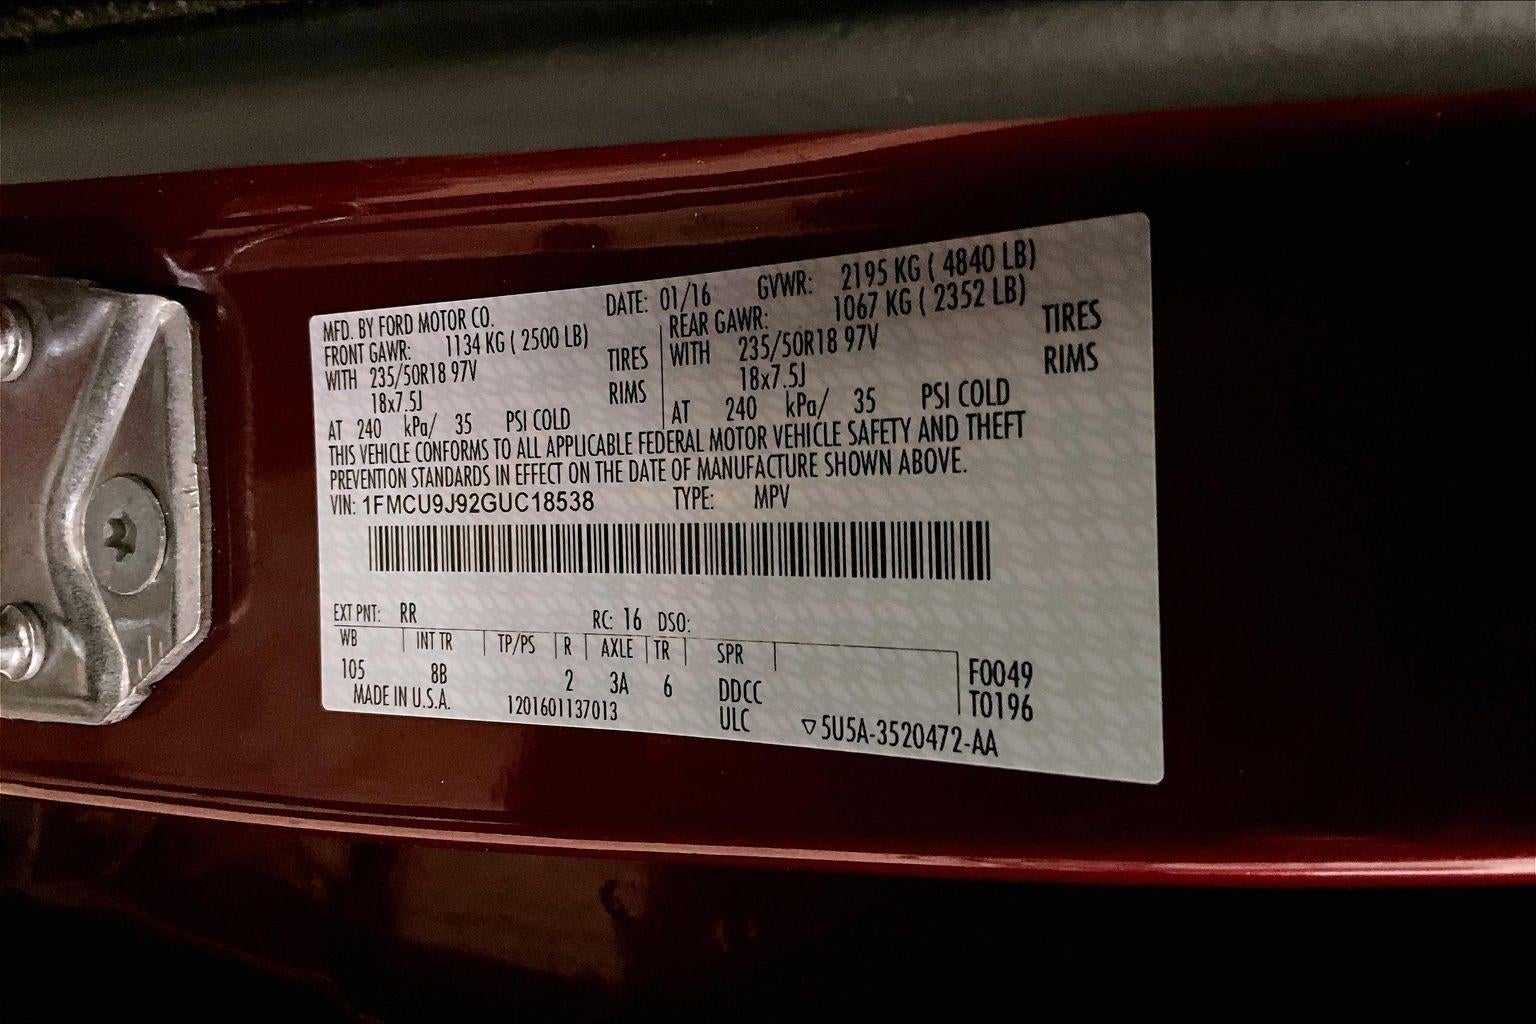 MFD. BY FORD MOTOR CO. DATE: 01/16 GVWR: 2195 KG ( 4840 LB)
FRONT GAWR: 1134 KG ( 2500 LB) REAR GAWR: 1067 KG ( 2352 LB)
WITH 235/50R18 97V TIRES WITH 235/50R18 97V TIRES
18x7.5J RIMS 18x7.5J RIMS
AT 240 kPa/ 35 PSI COLD AT 240 kPa/ 35 PSI COLD
THIS VEHICLE CONFORMS TO ALL APPLICABLE FEDERAL MOTOR VEHICLE SAFETY AND THEFT
PREVENTION STANDARDS IN EFFECT ON THE DATE OF MANUFACTURE SHOWN ABOVE.
VIN: 1FMCU9J92GUC18538 TYPE: MPV
EXT PNT: RR RC: 16 DSO:
WB INT TR TP/PS R AXLE TR SPR
105 8B 2 3A 6 DDCC F0049
MADE IN U.S.A. 1201601137013 ULC T0196
▽5U5A-3520472-AA